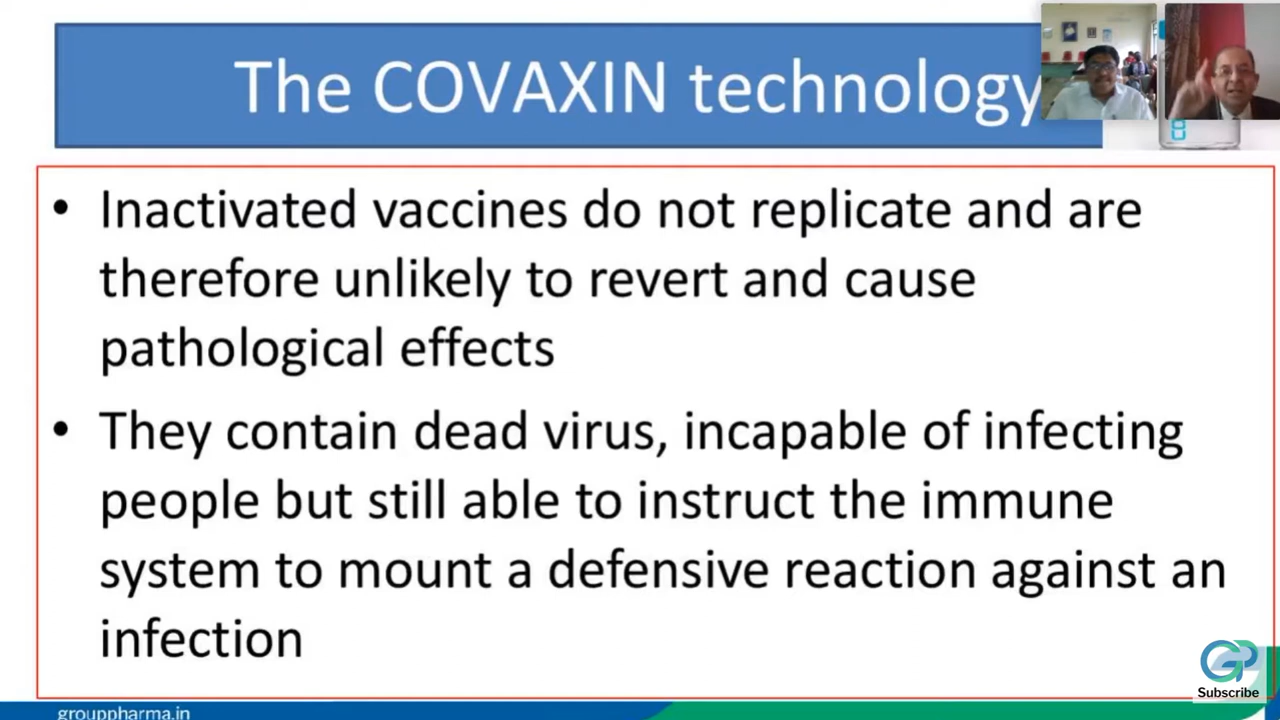 The COVAXIN technology
• Inactivated vaccines do not replicate and are
therefore unlikely to revert and cause
pathological effects
• They contain dead virus, incapable of infecting
people but still able to instruct the immune
system to mount a defensive reaction against an
infection
GP
Subscribe
grouppharma.in